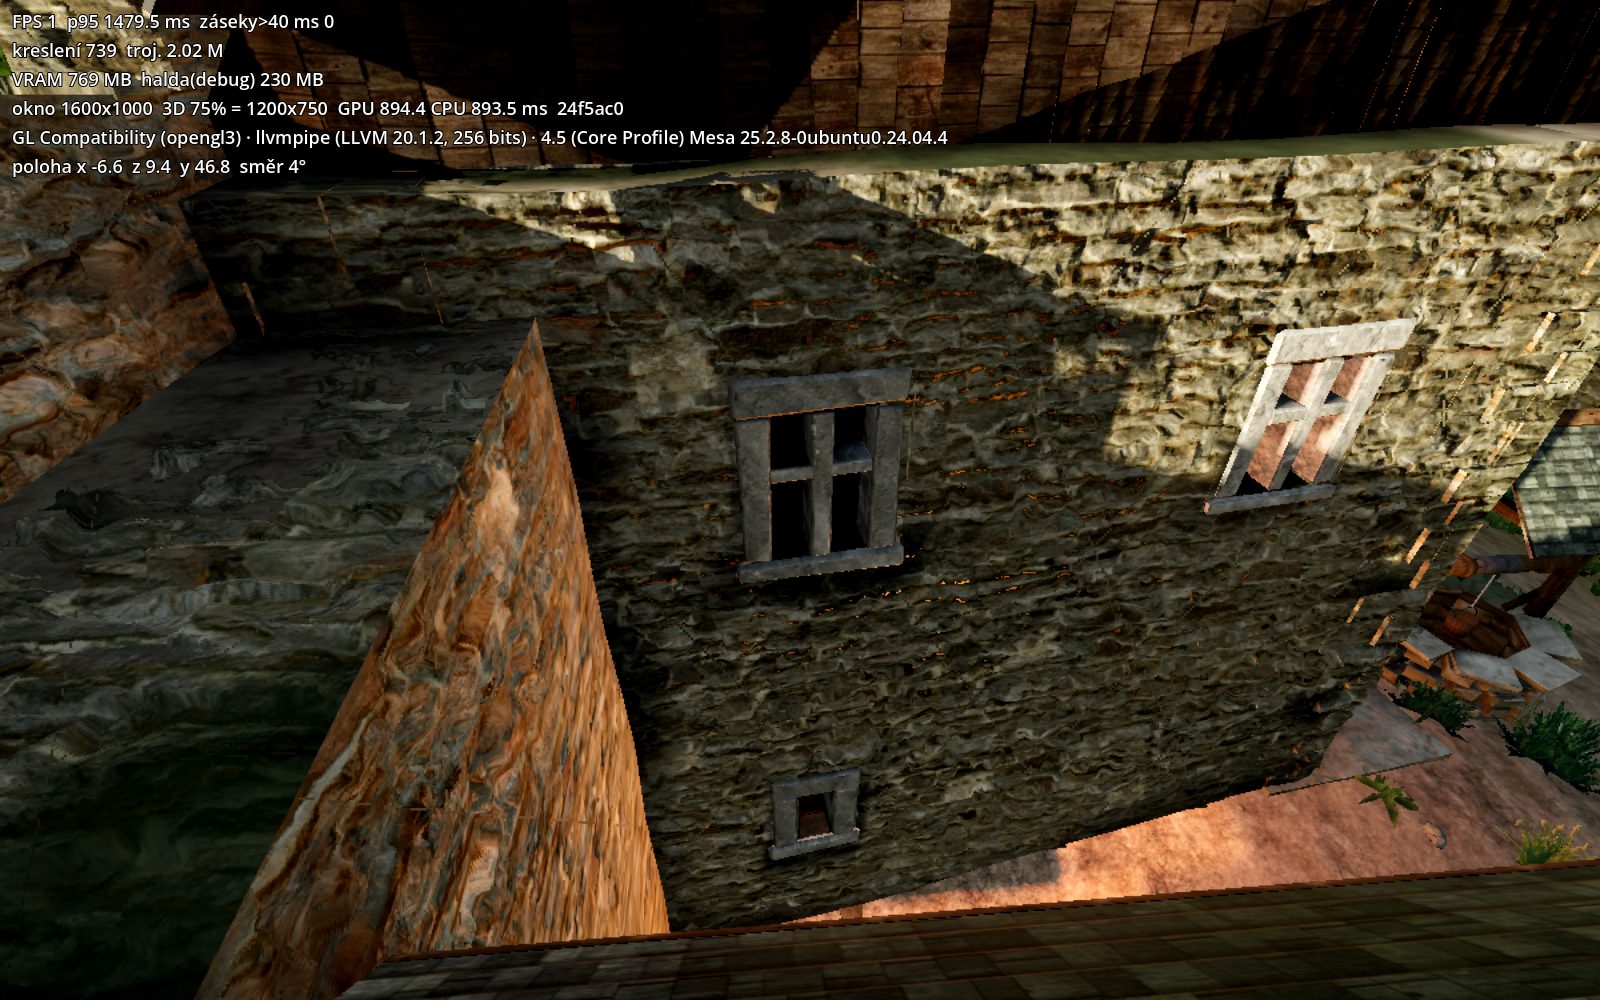 FPS 1  p95 1479.5 ms  záseky>40 ms 0
kreslení 739  troj. 2.02 M
VRAM 769 MB  halda(debug) 230 MB
okno 1600x1000  3D 75% = 1200x750  GPU 894.4 CPU 893.5 ms  24f5ac0
GL Compatibility (opengl3) · llvmpipe (LLVM 20.1.2, 256 bits) · 4.5 (Core Profile) Mesa 25.2.8-0ubuntu0.24.04.4
poloha x -6.6  z 9.4  y 46.8  směr 4°